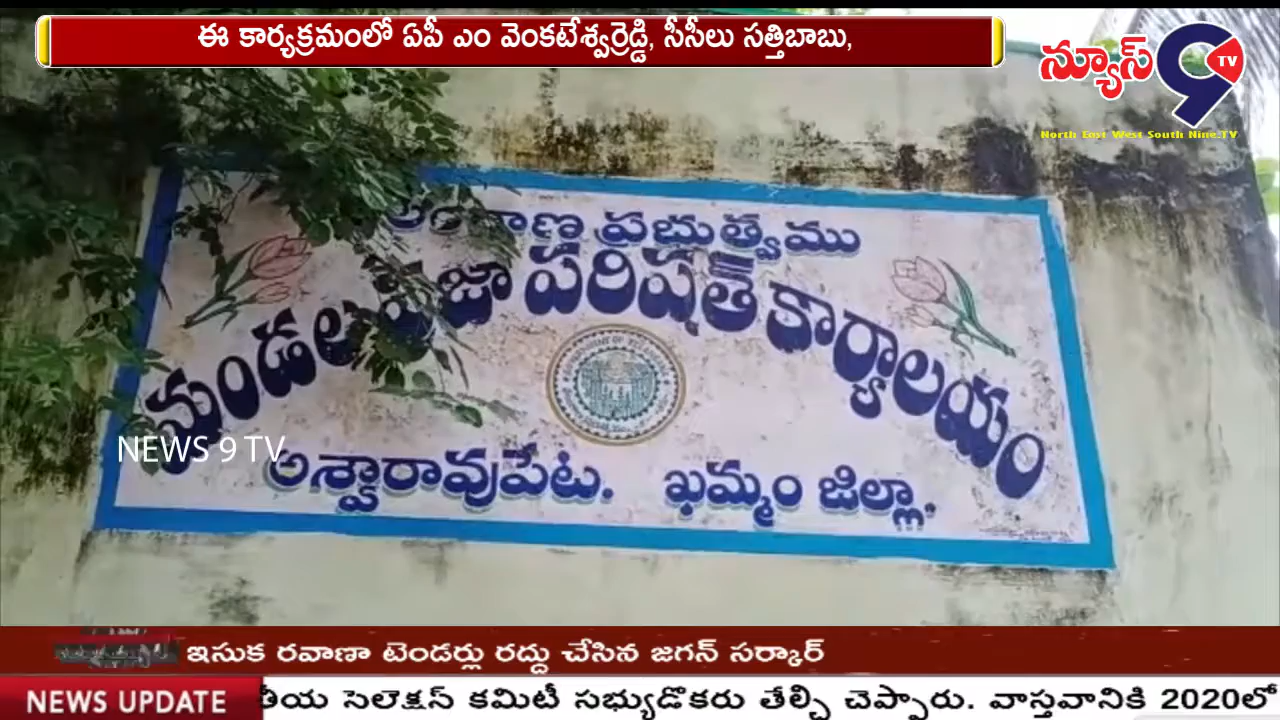 ఈ కార్యక్రమంలో ఏపీ ఎం వెంకటేశ్వర్రెడ్డి, సీసీలు సత్తిబాబు,
న్యూస్ 9 TV
North East West South Nine.TV
ప్రభుత్వము
మండల ప్రజా పరిషత్ కార్యాలయం
NEWS 9 TV
అశ్వారావుపేట. ఖమ్మం జిల్లా.
ఇసుక రవాణా టెండర్లు రద్దు చేసిన జగన్ సర్కార్
NEWS UPDATE తీయ సెలెక్షన్ కమిటీ సభ్యుడొకరు తేల్చి చెప్పారు. వాస్తవానికి 2020లో